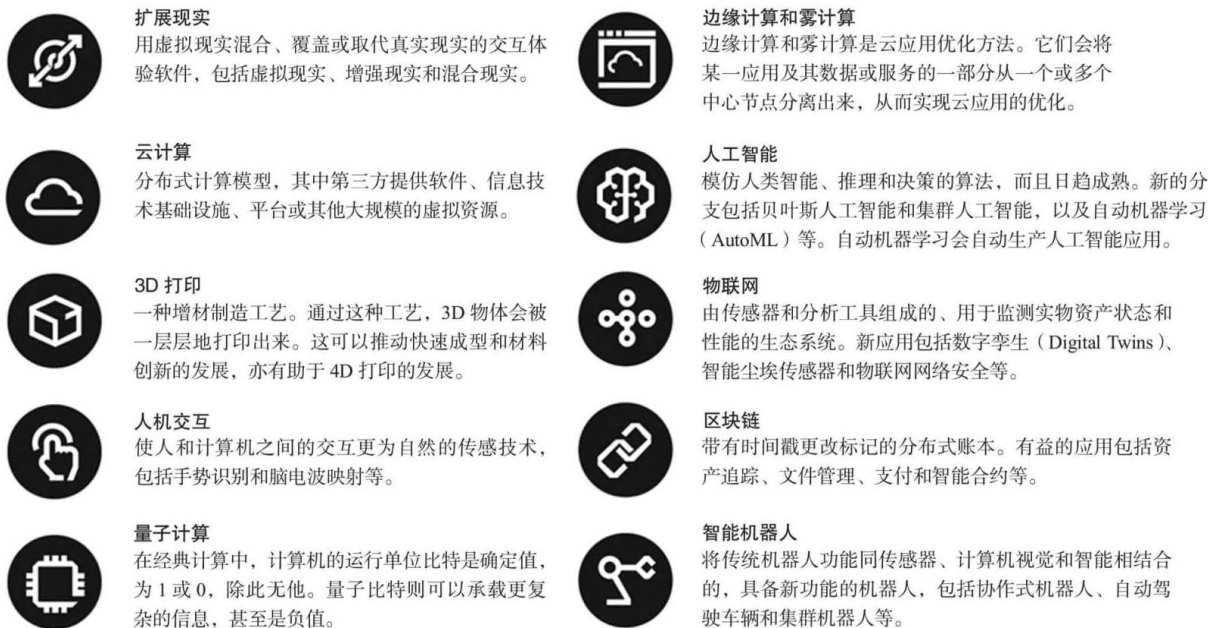 扩展现实
用虚拟现实混合、覆盖或取代真实现实的交互体
验软件，包括虚拟现实、增强现实和混合现实。
云计算
分布式计算模型，其中第三方提供软件、信息技
术基础设施、平台或其他大规模的虚拟资源。
3D 打印
一种增材制造工艺。通过这种工艺，3D 物体会被
一层层地打印出来。这可以推动快速成型和材料
创新的发展，亦有助于 4D 打印的发展。
人机交互
使人和计算机之间的交互更为自然的传感技术，
包括手势识别和脑电波映射等。
量子计算
在经典计算中，计算机的运行单位比特是确定值，
为 1 或 0，除此无他。量子比特则可以承载更复
杂的信息，甚至是负值。
边缘计算和雾计算
边缘计算和雾计算是云应用优化方法。它们会将
某一应用及其数据或服务的一部分从一个或多个
中心节点分离出来，从而实现云应用的优化。
人工智能
模仿人类智能、推理和决策的算法，而且日趋成熟。新的分
支包括贝叶斯人工智能和集群人工智能，以及自动机器学习
（AutoML）等。自动机器学习会自动生产人工智能应用。
物联网
由传感器和分析工具组成的、用于监测实物资产状态和
性能的生态系统。新应用包括数字孪生（Digital Twins）、
智能尘埃传感器和物联网网络安全等。
区块链
带有时间戳更改标记的分布式账本。有益的应用包括资
产追踪、文件管理、支付和智能合约等。
智能机器人
将传统机器人功能同传感器、计算机视觉和智能相结合
的，具备新功能的机器人，包括协作式机器人、自动驾
驶车辆和集群机器人等。